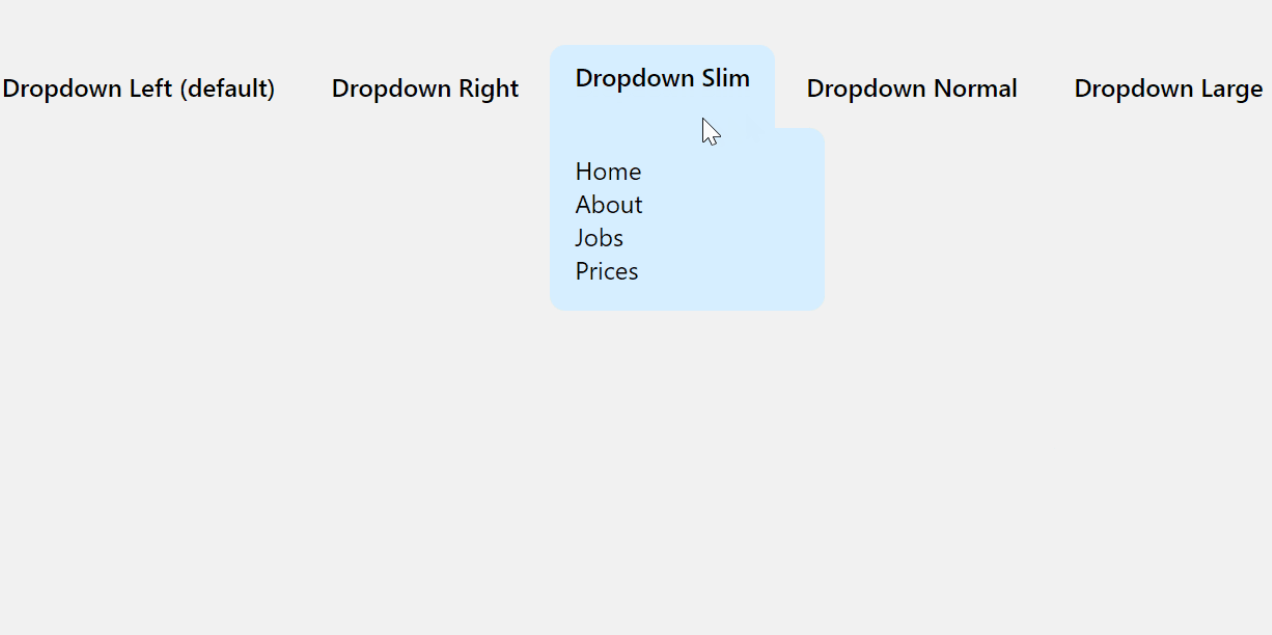 Dropdown Left (default)
Dropdown Right
Dropdown Slim
Dropdown Normal
Dropdown Large
Home
About
Jobs
Prices